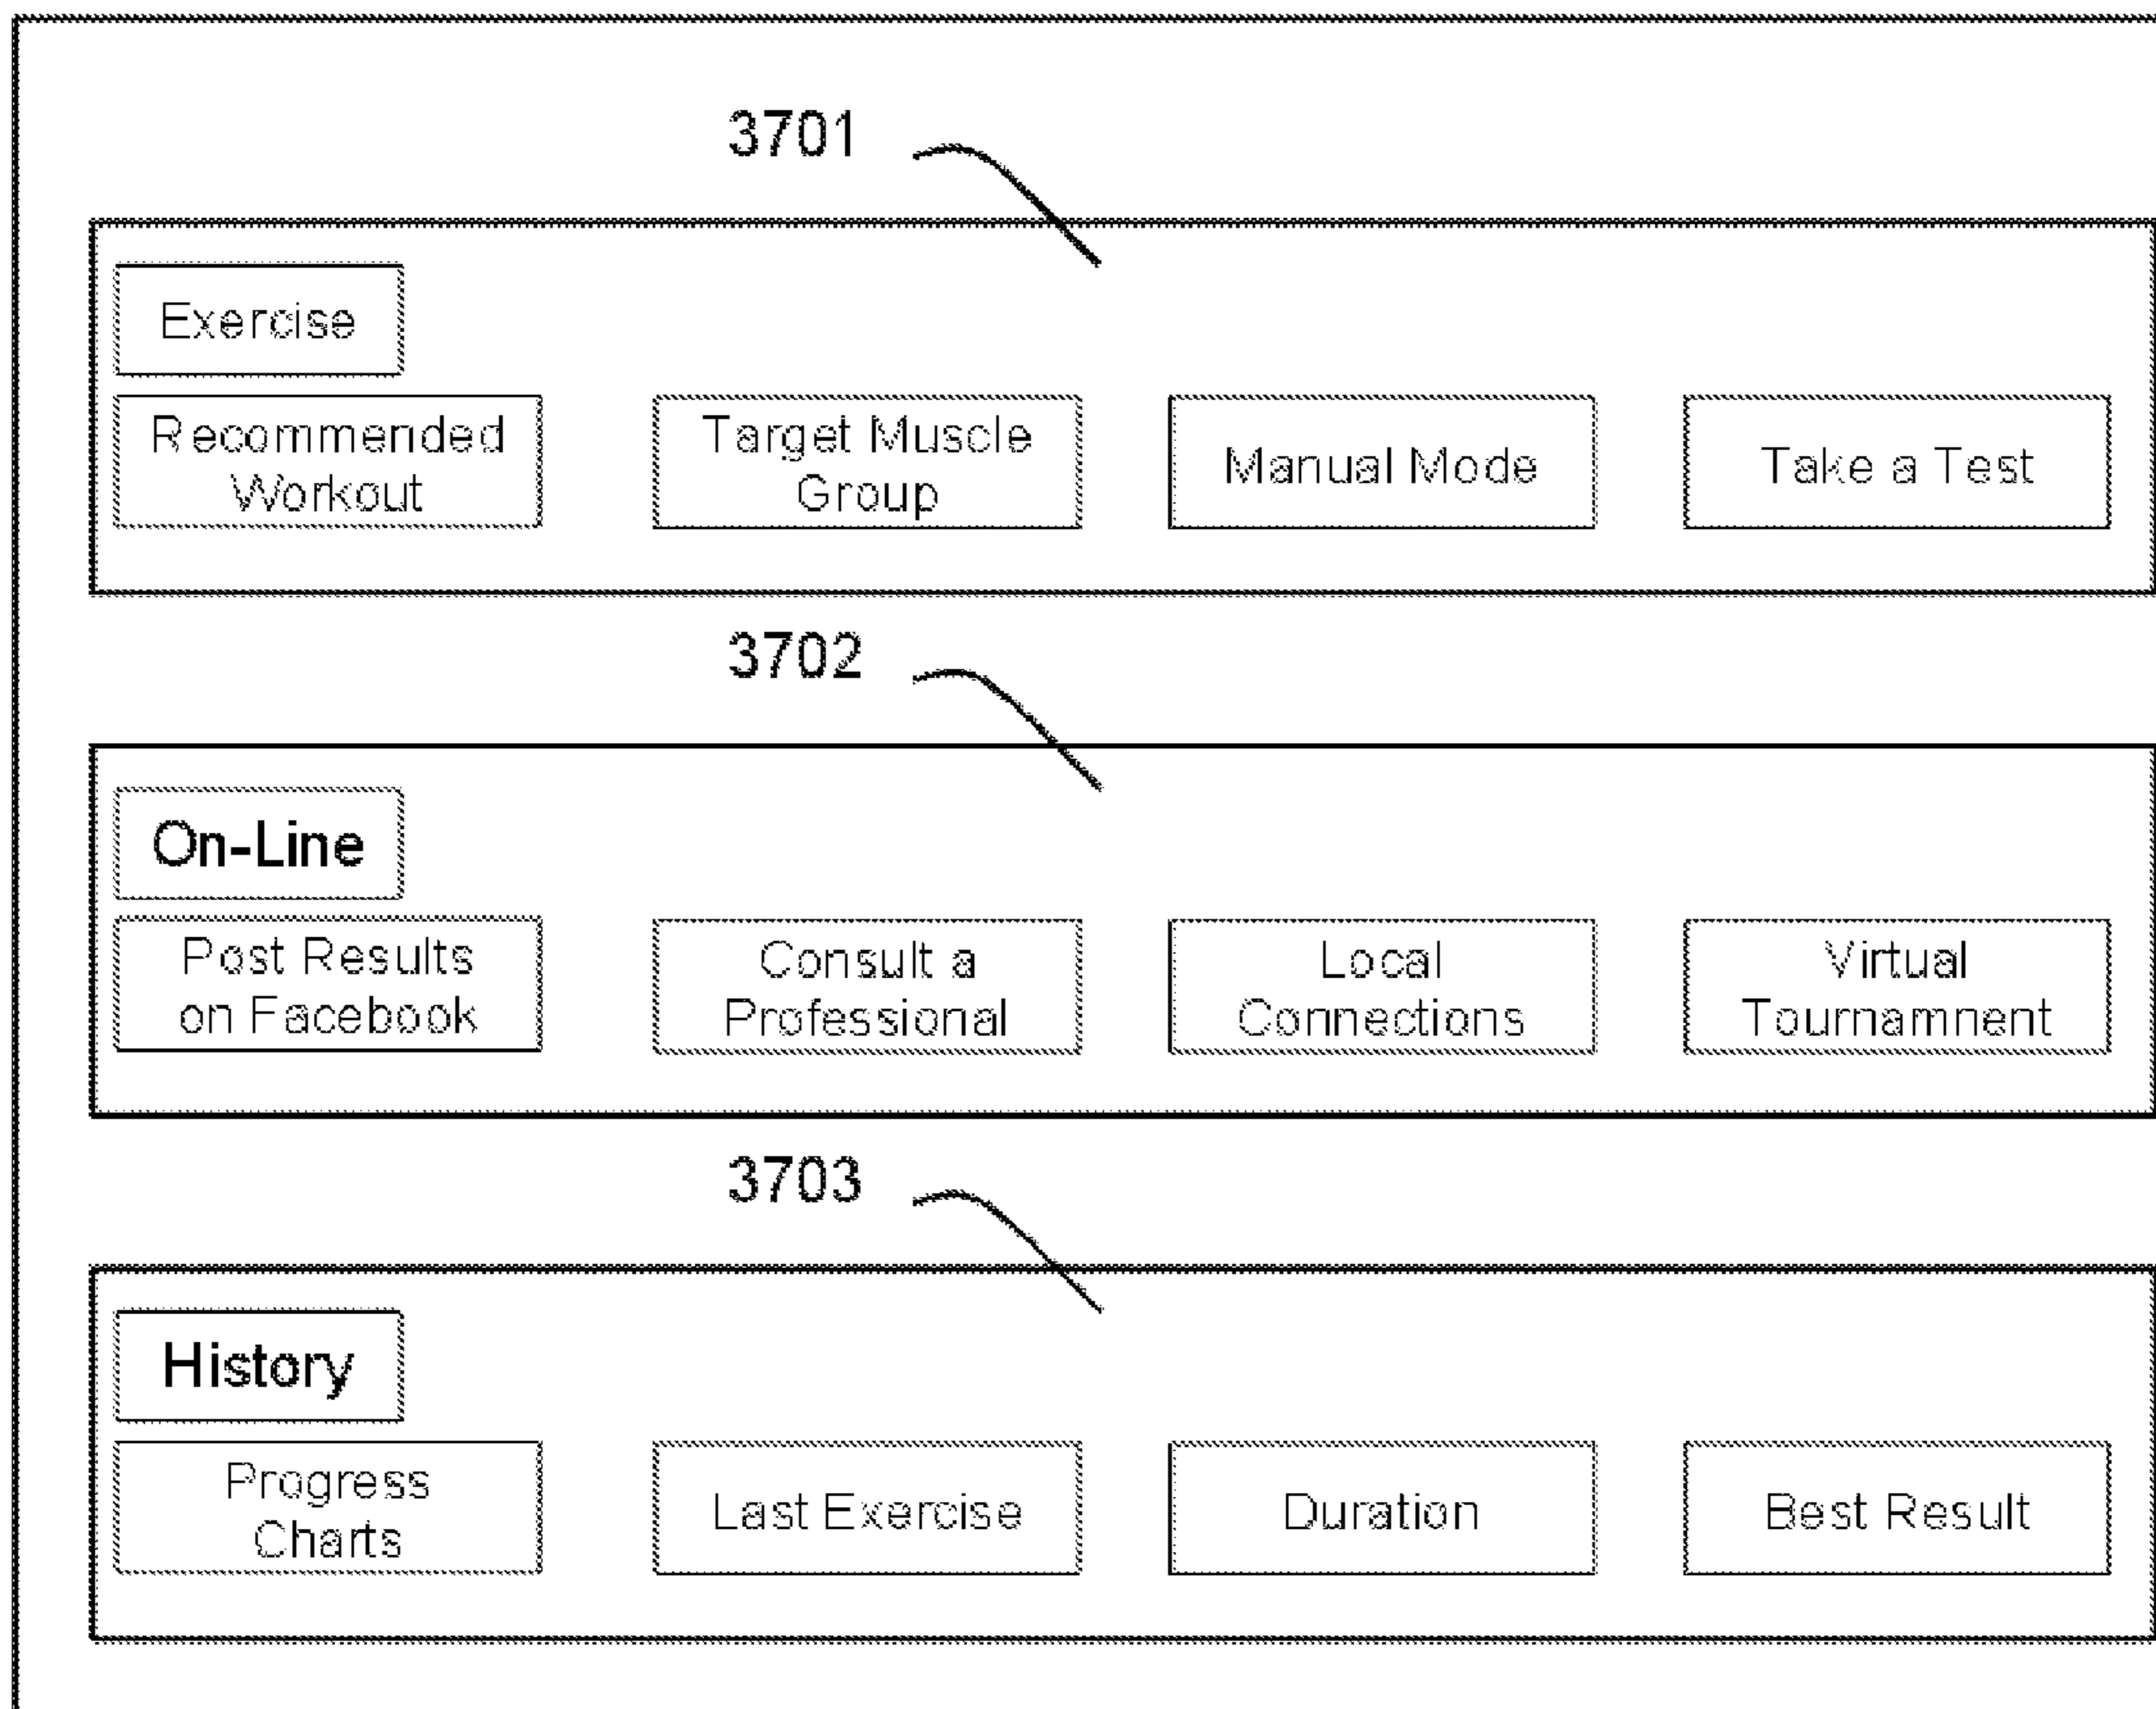 3701
Exercise
Recommended
Workout
Target Muscle
Group
Manual Mode
Take a Test
3702
On-Line
Post Results
on Facebook
Consult a
Professional
Local
Connections
Virtual
Tournamnent
3703
History
Progress
Charts
Last Exercise
Duration
Best Result